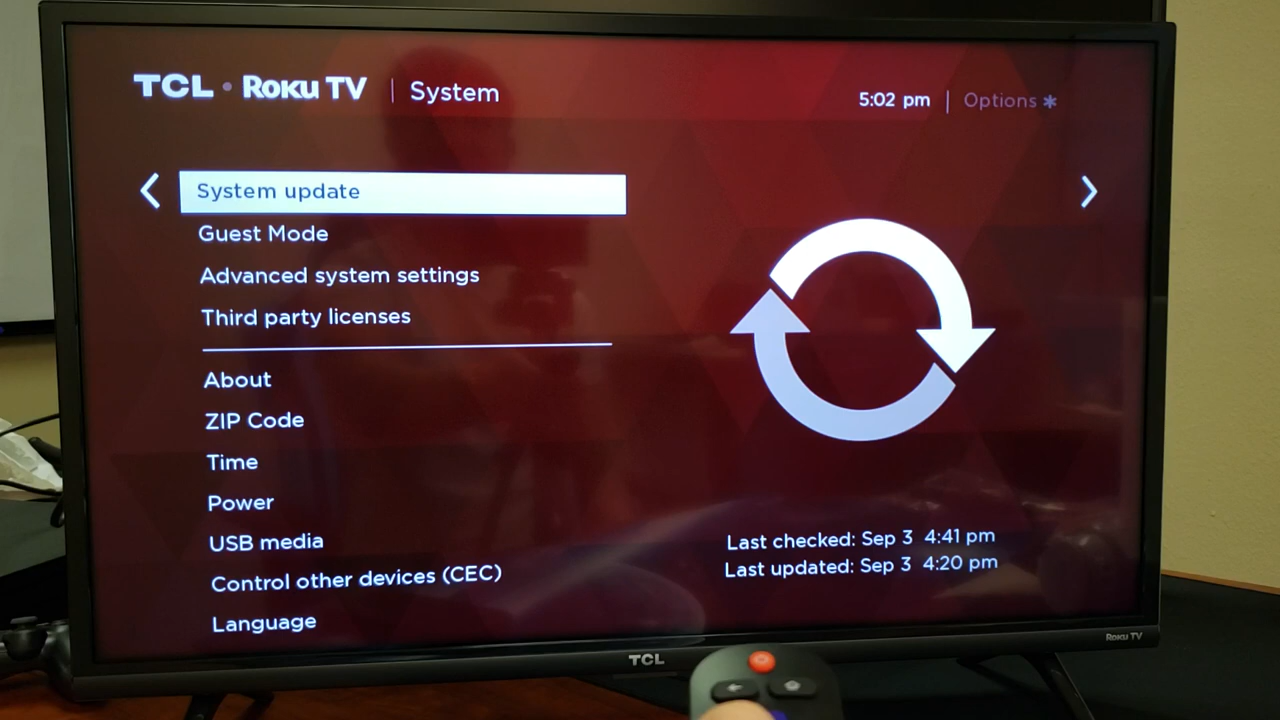 TCL • Roku TV | System
5:02 pm | Options *
System update
Guest Mode
Advanced system settings
Third party licenses
About
ZIP Code
Time
Power
USB media
Control other devices (CEC)
Language
Last checked: Sep 3 4:41 pm
Last updated: Sep 3 4:20 pm
Roku TV
TCL